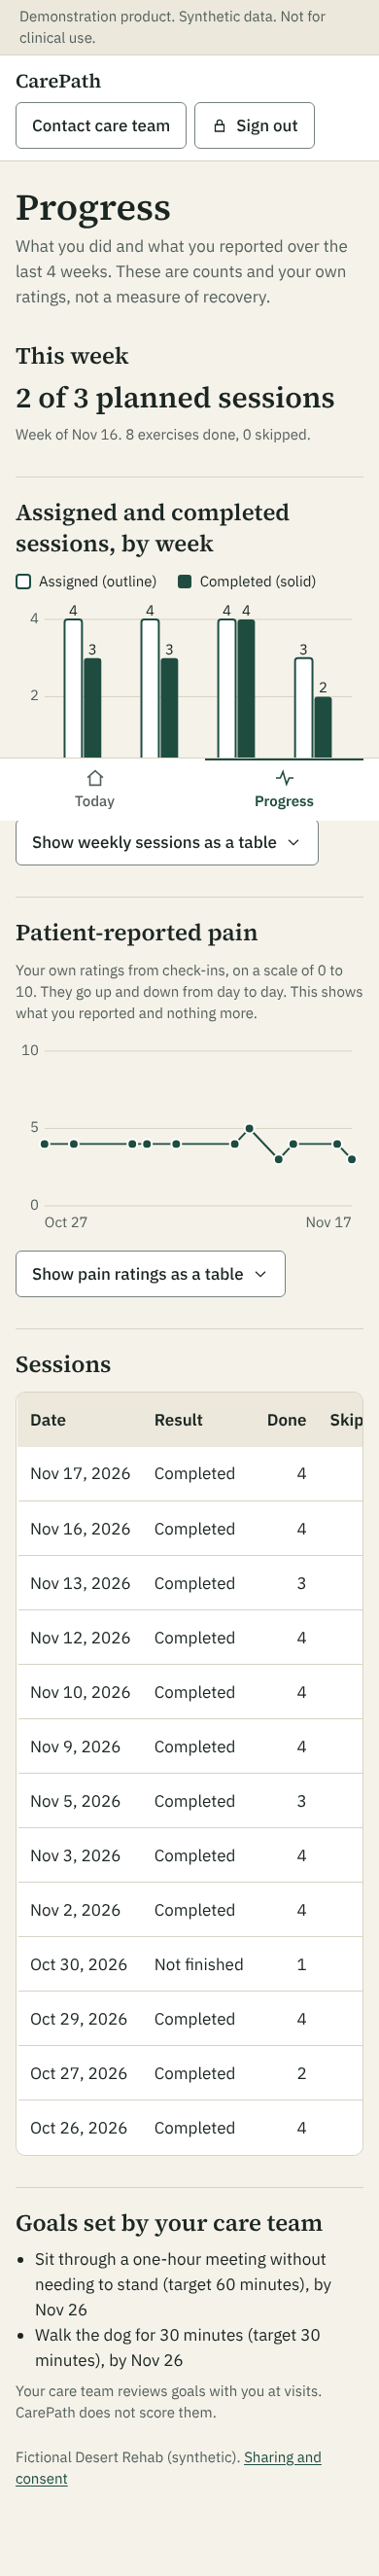 Demonstration product. Synthetic data. Not for
clinical use.
CarePath
Contact care team
Sign out
Progress
What you did and what you reported over the
last 4 weeks. These are counts and your own
ratings, not a measure of recovery.
This week
2 of 3 planned sessions
Week of Nov 16. 8 exercises done, 0 skipped.
Assigned and completed
sessions, by week
Assigned (outline) Completed (solid)
4 4 3 4 3 4 4 3 2
2
Today Progress
Show weekly sessions as a table
Patient-reported pain
Your own ratings from check-ins, on a scale of 0 to
10. They go up and down from day to day. This shows
what you reported and nothing more.
10
5
0
Oct 27 Nov 17
Show pain ratings as a table
Sessions
Date Result Done Skip
Nov 17, 2026 Completed 4
Nov 16, 2026 Completed 4
Nov 13, 2026 Completed 3
Nov 12, 2026 Completed 4
Nov 10, 2026 Completed 4
Nov 9, 2026 Completed 4
Nov 5, 2026 Completed 3
Nov 3, 2026 Completed 4
Nov 2, 2026 Completed 4
Oct 30, 2026 Not finished 1
Oct 29, 2026 Completed 4
Oct 27, 2026 Completed 2
Oct 26, 2026 Completed 4
Goals set by your care team
• Sit through a one-hour meeting without
needing to stand (target 60 minutes), by
Nov 26
• Walk the dog for 30 minutes (target 30
minutes), by Nov 26
Your care team reviews goals with you at visits.
CarePath does not score them.
Fictional Desert Rehab (synthetic). Sharing and
consent